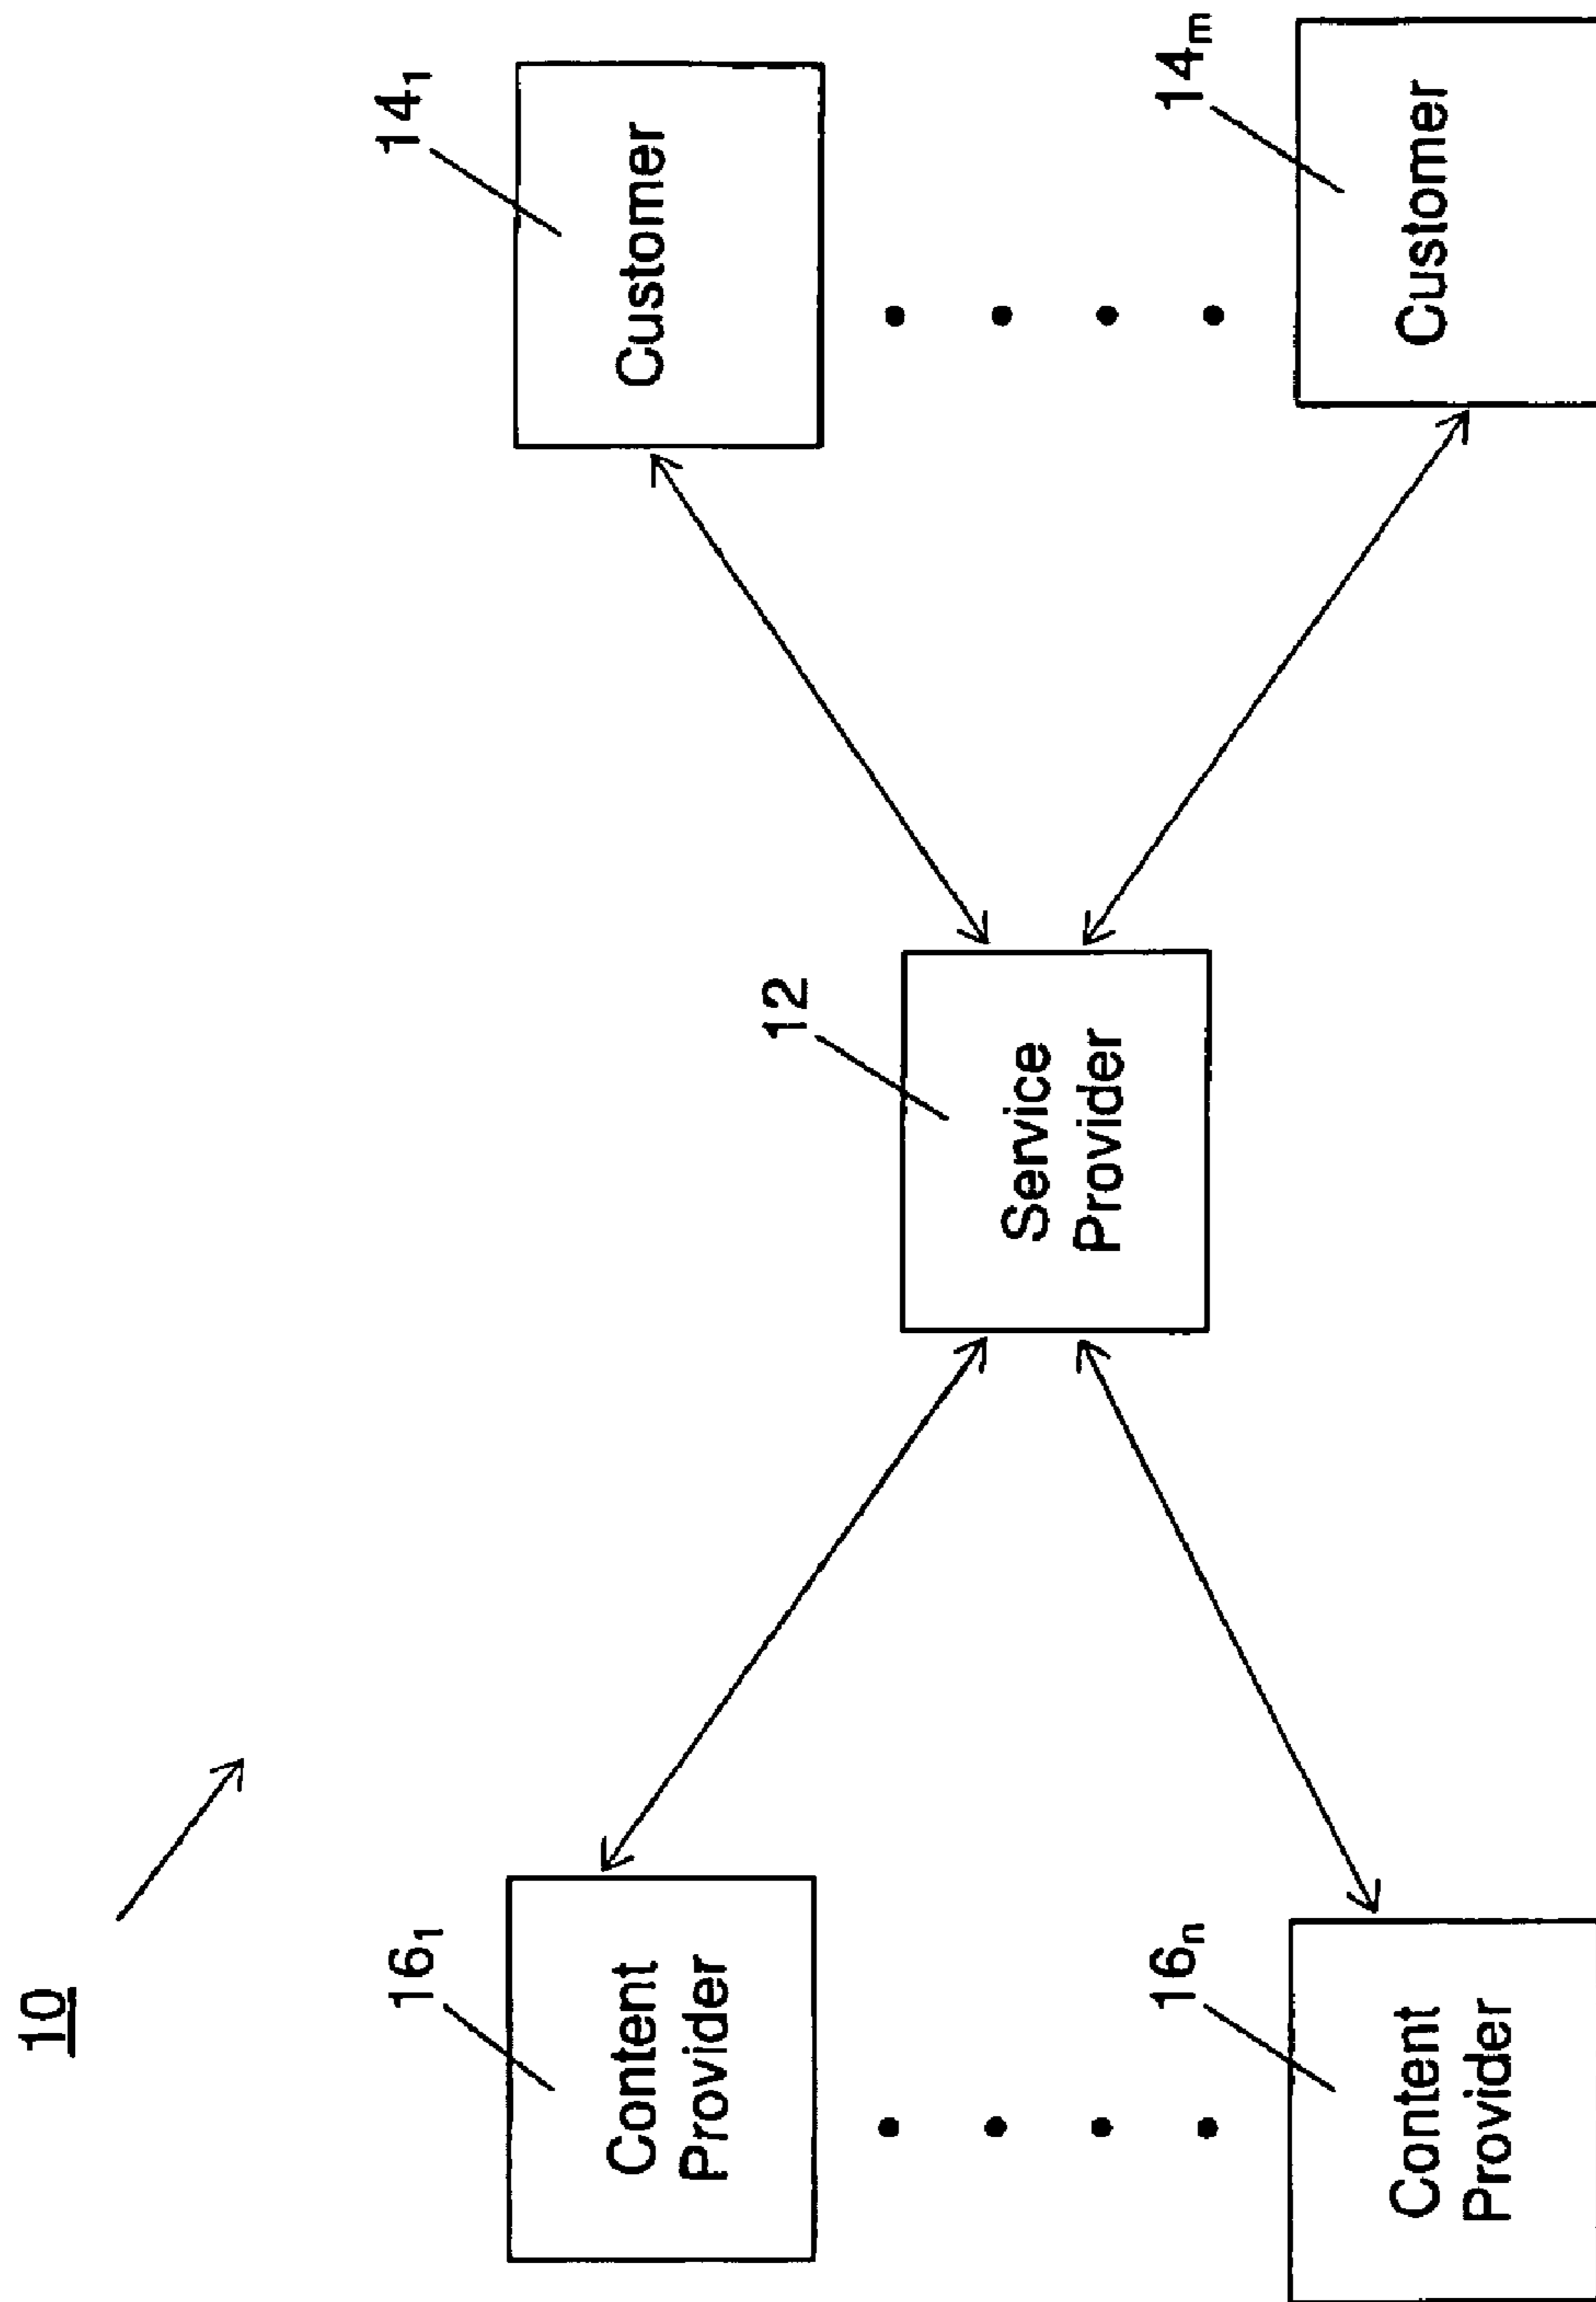 10
16₁
Content
Provider
16ₙ
Content
Provider
12
Service
Provider
14₁
Customer
14ₘ
Customer